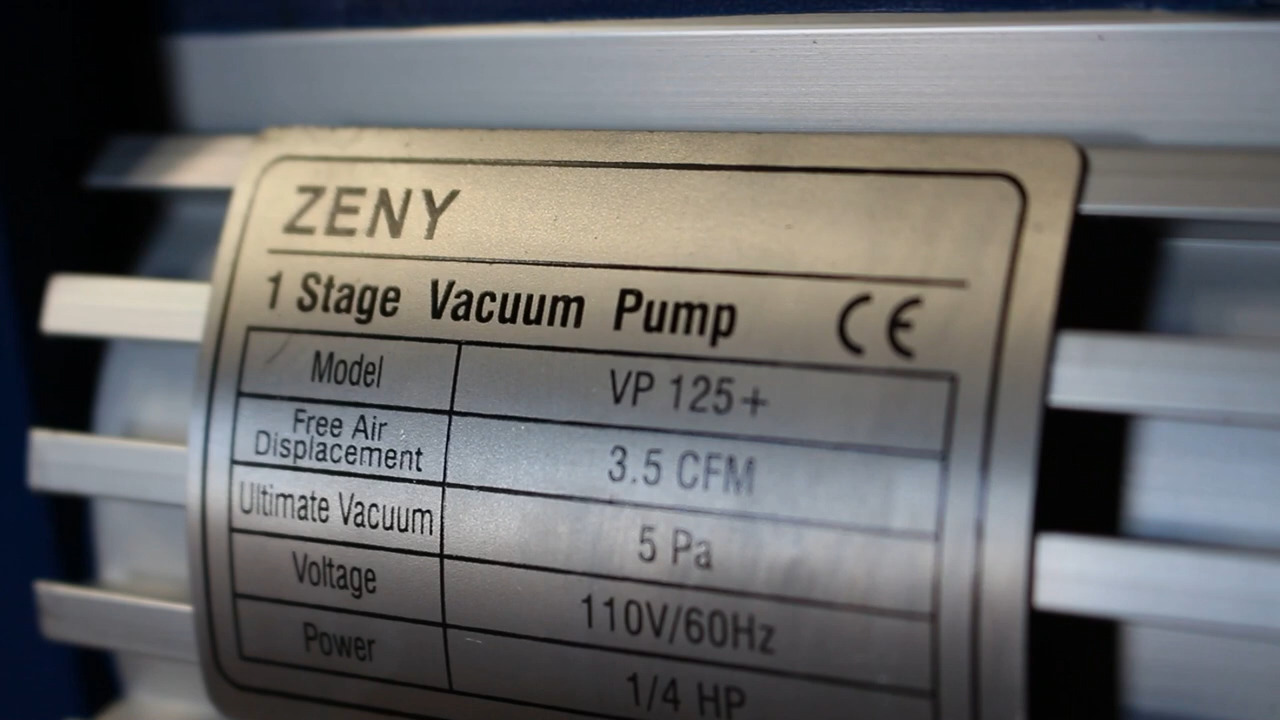 ZENY
1 Stage Vacuum Pump CE
Model VP 125+
Free Air
Displacement 3.5 CFM
Ultimate Vacuum 5 Pa
Voltage 110V/60Hz
Power 1/4 HP